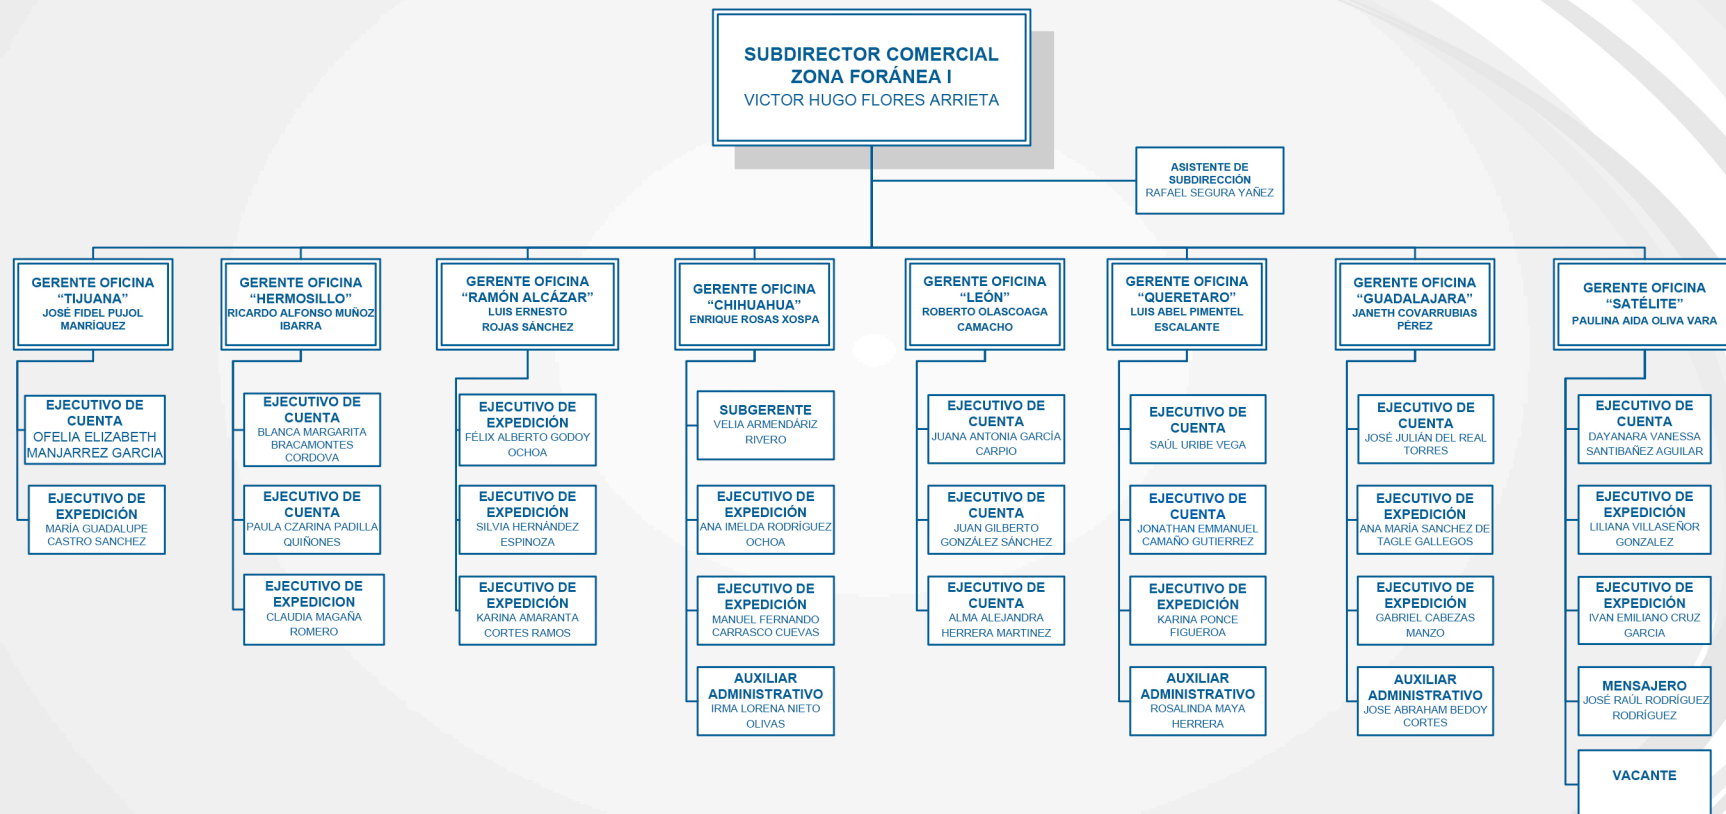 SUBDIRECTOR COMERCIAL
ZONA FORÁNEA I
VICTOR HUGO FLORES ARRIETA
ASISTENTE DE
SUBDIRECCIÓN
RAFAEL SEGURA YAÑEZ
GERENTE OFICINA
“TIJUANA”
JOSÉ FIDEL PUJOL
MANRÍQUEZ
EJECUTIVO DE
CUENTA
OFELIA ELIZABETH
MANJARREZ GARCIA
EJECUTIVO DE
EXPEDICIÓN
MARÍA GUADALUPE
CASTRO SANCHEZ
GERENTE OFICINA
“HERMOSILLO”
RICARDO ALFONSO MUÑOZ
IBARRA
EJECUTIVO DE
CUENTA
BLANCA MARGARITA
BRACAMONTES
CORDOVA
EJECUTIVO DE
CUENTA
PAULA CZARINA PADILLA
QUIÑONES
EJECUTIVO DE
EXPEDICION
CLAUDIA MAGAÑA
ROMERO
GERENTE OFICINA
“RAMÓN ALCÁZAR”
LUIS ERNESTO
ROJAS SÁNCHEZ
EJECUTIVO DE
EXPEDICIÓN
FÉLIX ALBERTO GODOY
OCHOA
EJECUTIVO DE
EXPEDICIÓN
SILVIA HERNÁNDEZ
ESPINOZA
EJECUTIVO DE
EXPEDICIÓN
KARINA AMARANTA
CORTES RAMOS
GERENTE OFICINA
“CHIHUAHUA”
ENRIQUE ROSAS XOSPA
SUBGERENTE
VELIA ARMENDÁRIZ
RIVERO
EJECUTIVO DE
EXPEDICIÓN
ANA IMELDA RODRÍGUEZ
OCHOA
EJECUTIVO DE
EXPEDICIÓN
MANUEL FERNANDO
CARRASCO CUEVAS
AUXILIAR
ADMINISTRATIVO
IRMA LORENA NIETO
OLIVAS
GERENTE OFICINA
“LEÓN”
ROBERTO OLASCOAGA
CAMACHO
EJECUTIVO DE
CUENTA
JUANA ANTONIA GARCÍA
CARPIO
EJECUTIVO DE
CUENTA
JUAN GILBERTO
GONZÁLEZ SÁNCHEZ
EJECUTIVO DE
CUENTA
ALMA ALEJANDRA
HERRERA MARTINEZ
GERENTE OFICINA
“QUERETARO”
LUIS ABEL PIMENTEL
ESCALANTE
EJECUTIVO DE
CUENTA
SAÚL URIBE VEGA
EJECUTIVO DE
CUENTA
JONATHAN EMMANUEL
CAMAÑO GUTIERREZ
EJECUTIVO DE
EXPEDICIÓN
KARINA PONCE
FIGUEROA
AUXILIAR
ADMINISTRATIVO
ROSALINDA MAYA
HERRERA
GERENTE OFICINA
“GUADALAJARA”
JANETH COVARRUBIAS
PÉREZ
EJECUTIVO DE
CUENTA
JOSÉ JULIÁN DEL REAL
TORRES
EJECUTIVO DE
EXPEDICIÓN
ANA MARÍA SANCHEZ DE
TAGLE GALLEGOS
EJECUTIVO DE
EXPEDICIÓN
GABRIEL CABEZAS
MANZO
AUXILIAR
ADMINISTRATIVO
JOSE ABRAHAM BEDOY
CORTES
GERENTE OFICINA
“SATÉLITE”
PAULINA AIDA OLIVA VARA
EJECUTIVO DE
CUENTA
DAYANARA VANESSA
SANTIBAÑEZ AGUILAR
EJECUTIVO DE
EXPEDICIÓN
LILIANA VILLASEÑOR
GONZALEZ
EJECUTIVO DE
EXPEDICIÓN
IVAN EMILIANO CRUZ
GARCIA
MENSAJERO
JOSÉ RAÚL RODRÍGUEZ
RODRÍGUEZ
VACANTE